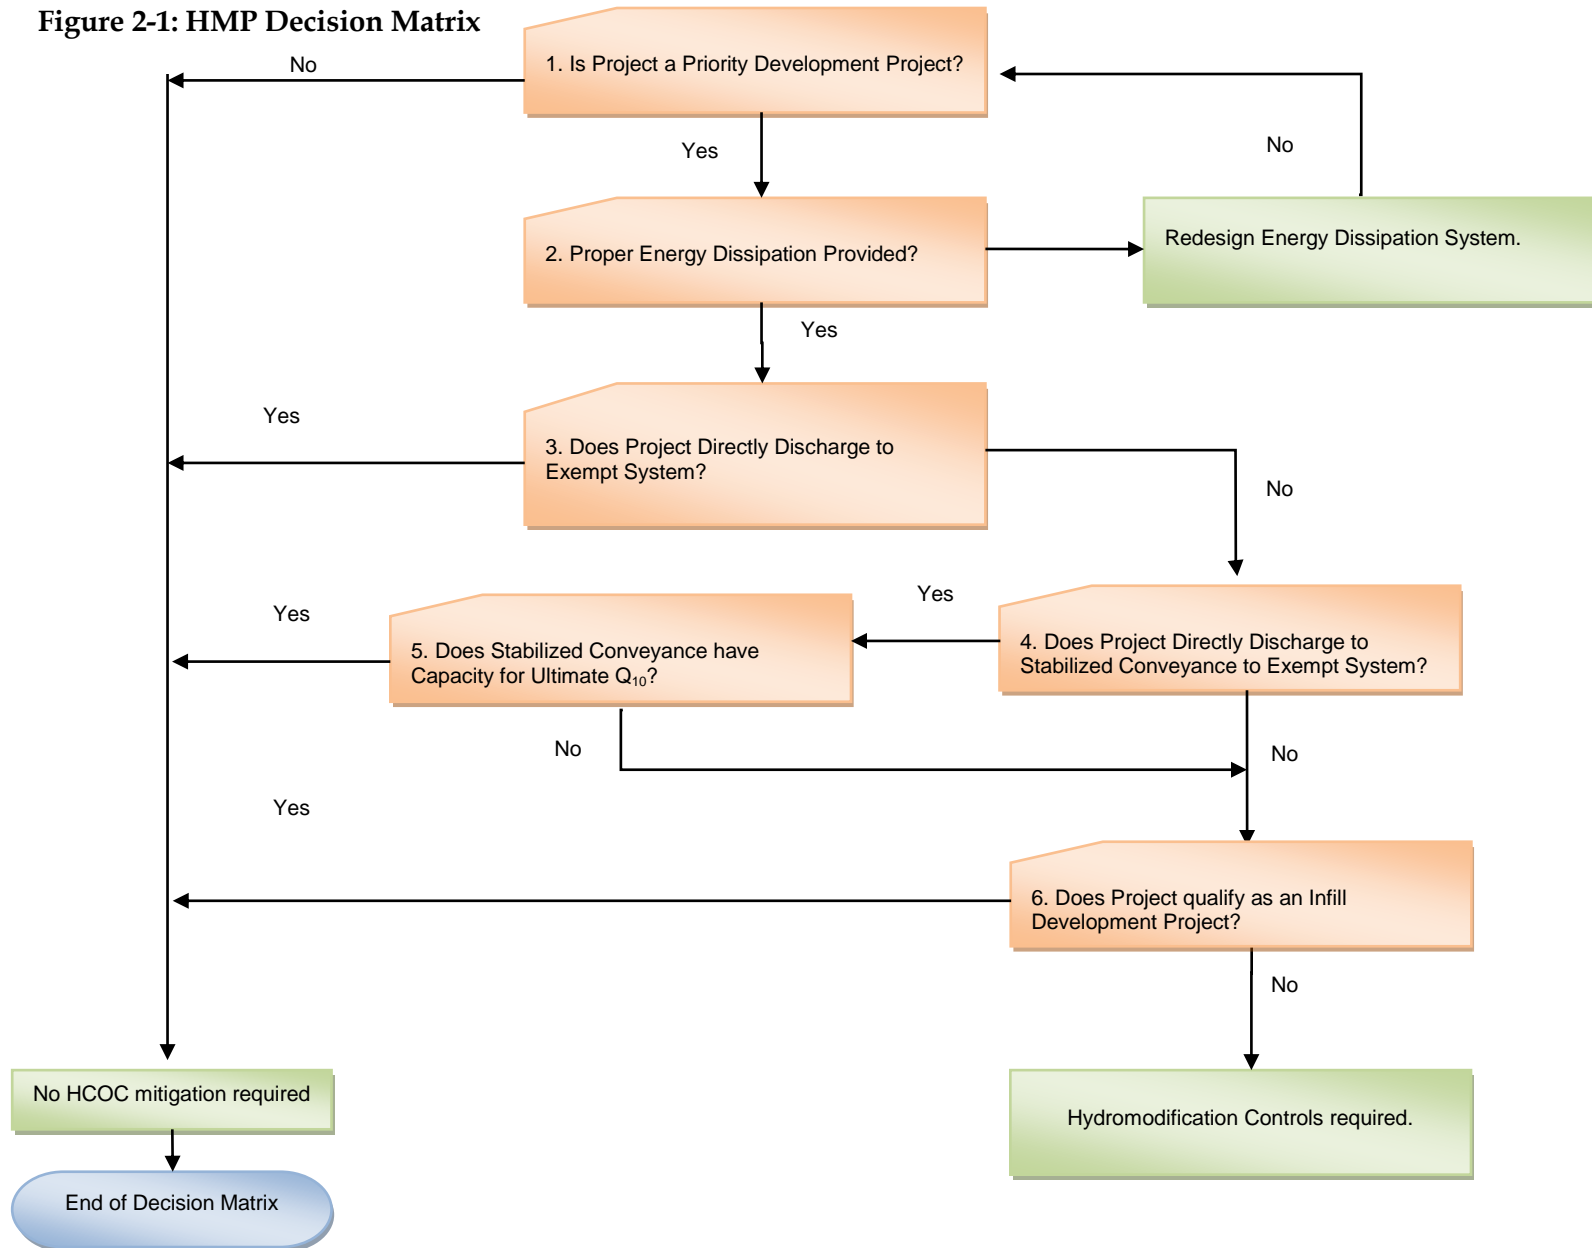 Figure 2-1: HMP Decision Matrix
No
1. Is Project a Priority Development Project?
Yes
No
2. Proper Energy Dissipation Provided?
Redesign Energy Dissipation System.
Yes
Yes
3. Does Project Directly Discharge to
Exempt System?
No
Yes
Yes
5. Does Stabilized Conveyance have
Capacity for Ultimate Q10?
4. Does Project Directly Discharge to
Stabilized Conveyance to Exempt System?
No
No
Yes
6. Does Project qualify as an Infill
Development Project?
No
No HCOC mitigation required
Hydromodification Controls required.
End of Decision Matrix